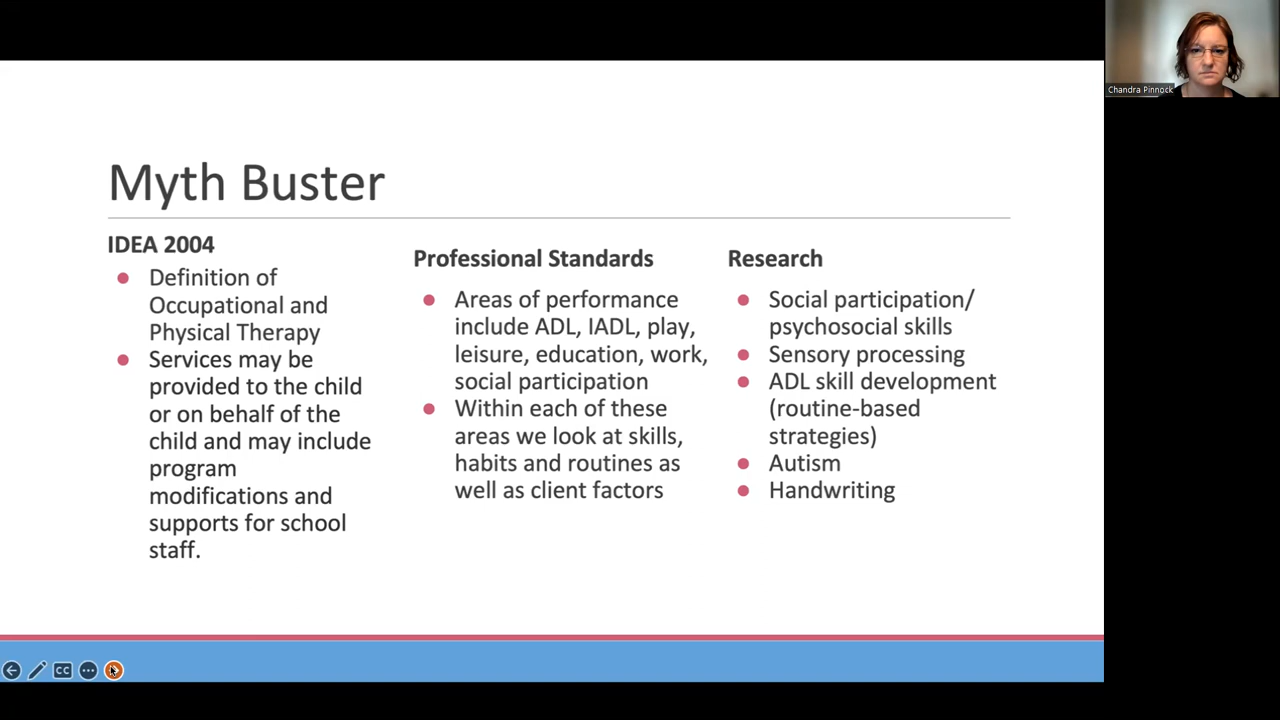 Chandra Pinnock
Myth Buster
IDEA 2004
Definition of
Occupational and
Physical Therapy
Services may be
provided to the child
or on behalf of the
child and may include
program
modifications and
supports for school
staff.
Professional Standards
Areas of performance
include ADL, IADL, play,
leisure, education, work,
social participation
Within each of these
areas we look at skills,
habits and routines as
well as client factors
Research
Social participation/
psychosocial skills
Sensory processing
ADL skill development
(routine-based
strategies)
Autism
Handwriting
CC